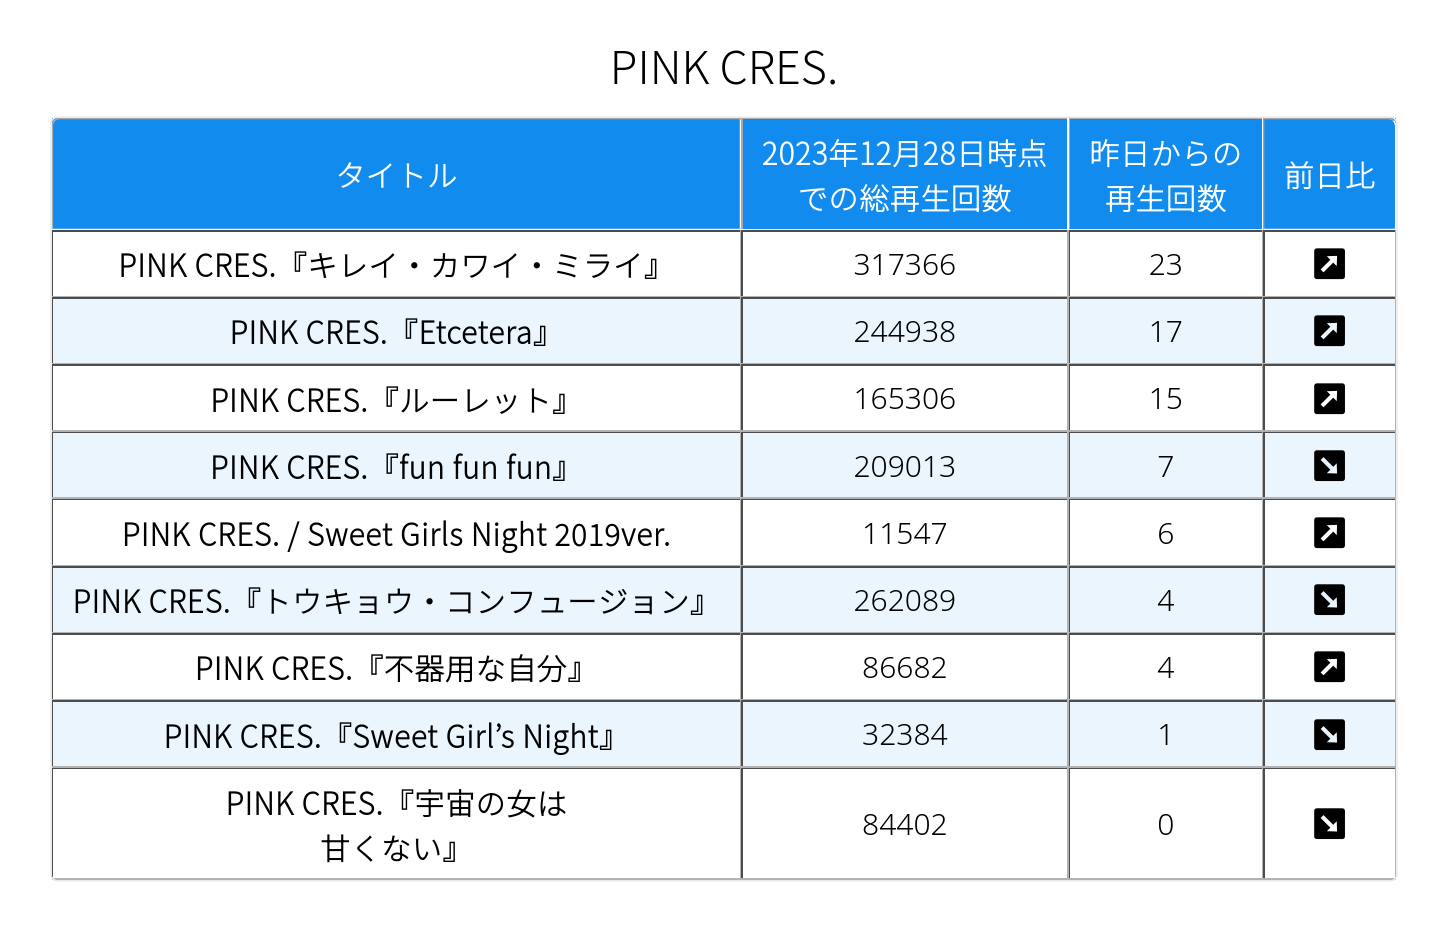 PINK CRES.
タイトル
2023年12月28日時点
での総再生回数
昨日からの
再生回数
前日比
PINK CRES.『キレイ・カワイ・ミライ』 317366 23
PINK CRES.『Etcetera』 244938 17
PINK CRES.『ルーレット』 165306 15
PINK CRES.『fun fun fun』 209013 7
PINK CRES. / Sweet Girls Night 2019ver. 11547 6
PINK CRES.『トウキョウ・コンフュージョン』 262089 4
PINK CRES.『不器用な自分』 86682 4
PINK CRES.『Sweet Girl’s Night』 32384 1
PINK CRES.『宇宙の女は
甘くない』 84402 0